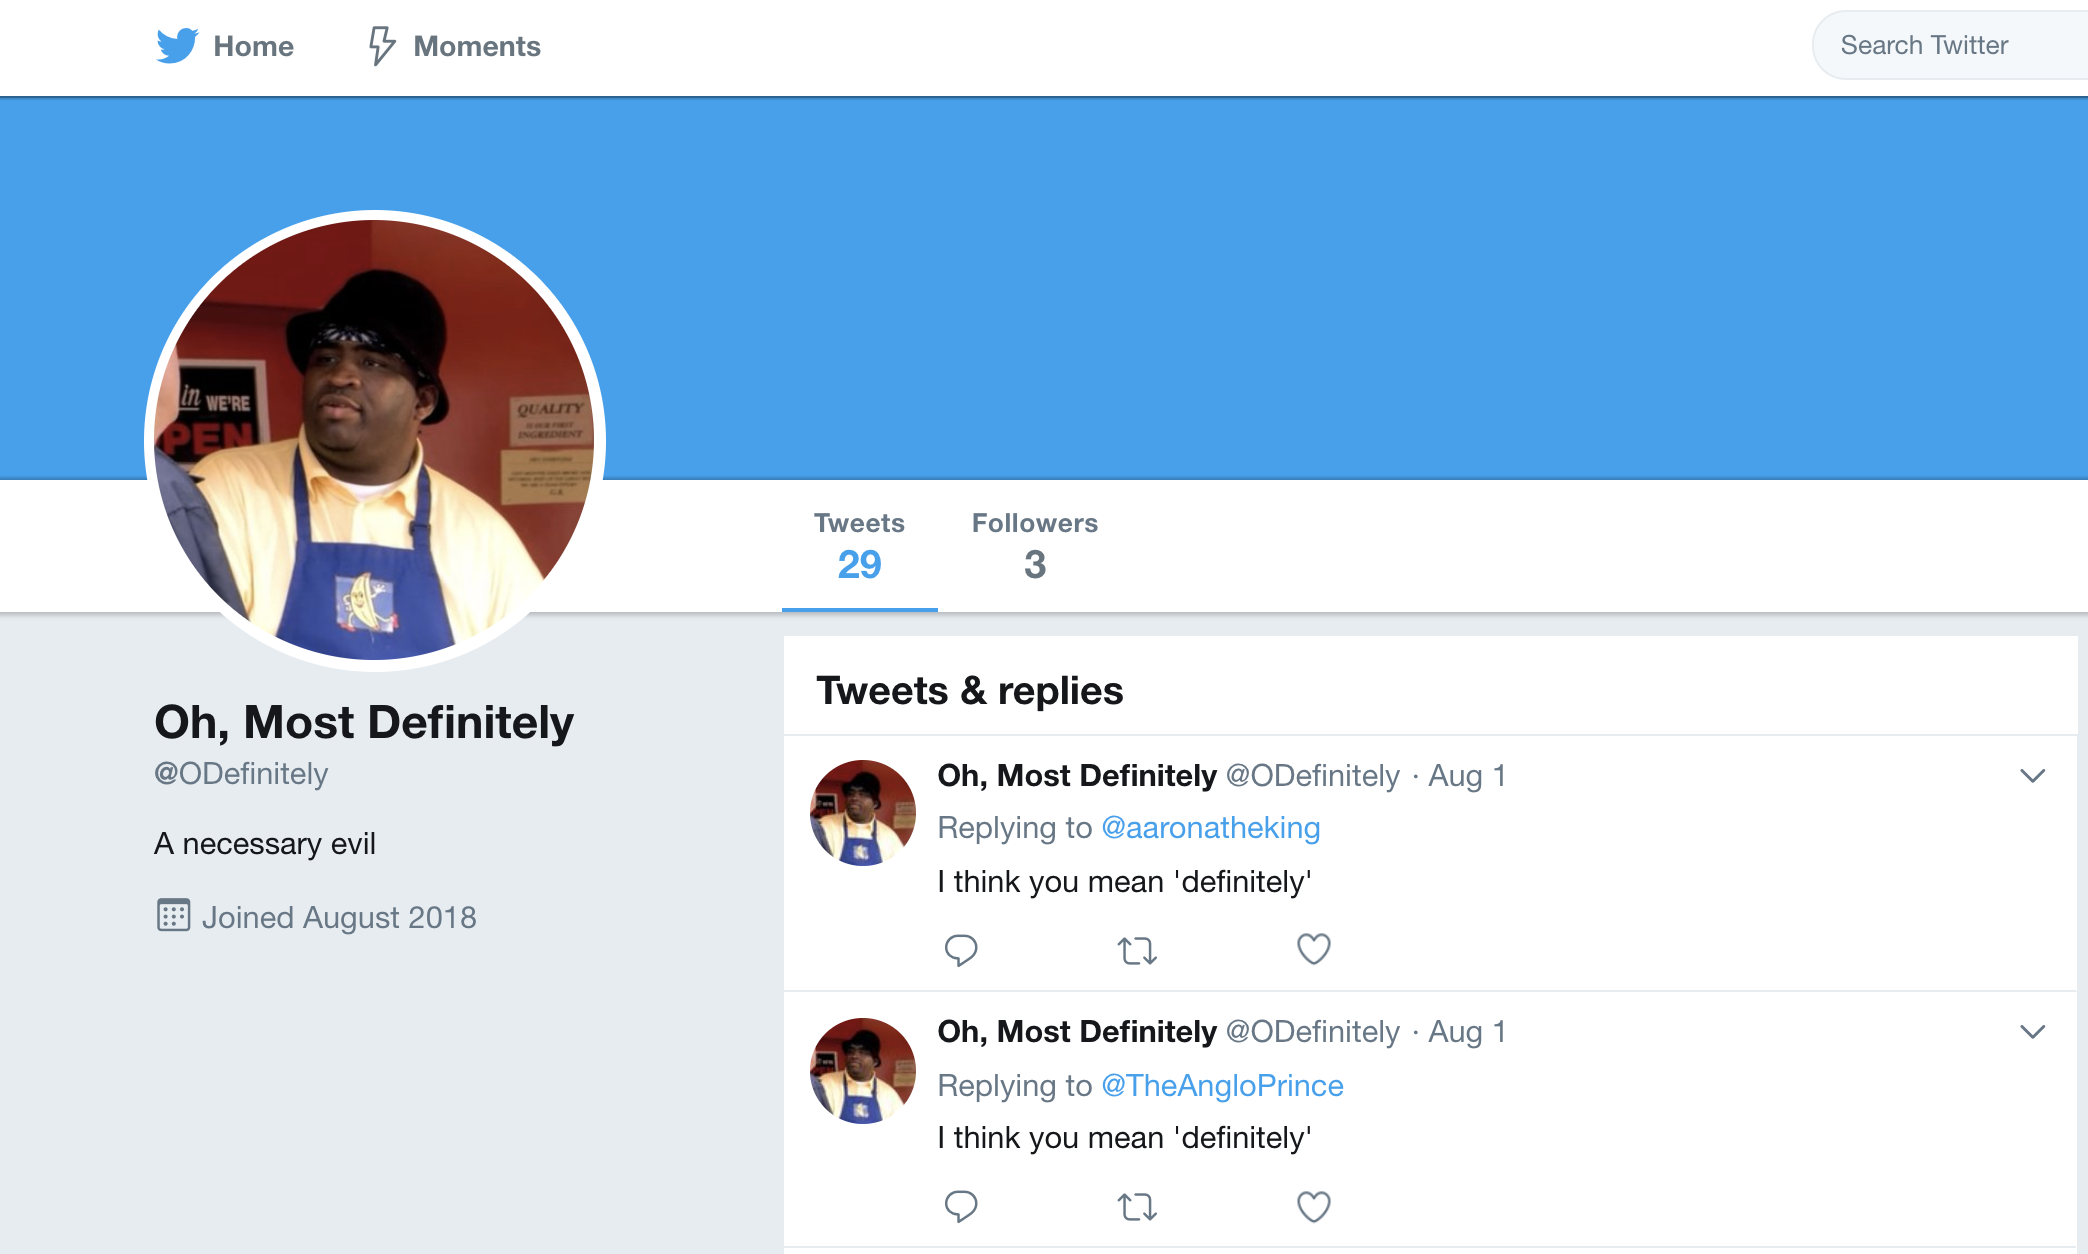 Home
Moments
Search Twitter
in WE'RE
PEN
QUALITY
IS OUR FIRST
INGREDIENT
Tweets
29
Followers
3
Oh, Most Definitely
@ODefinitely
A necessary evil
Joined August 2018
Tweets & replies
Oh, Most Definitely @ODefinitely · Aug 1
Replying to @aaronatheking
I think you mean 'definitely'
Oh, Most Definitely @ODefinitely · Aug 1
Replying to @TheAngloPrince
I think you mean 'definitely'